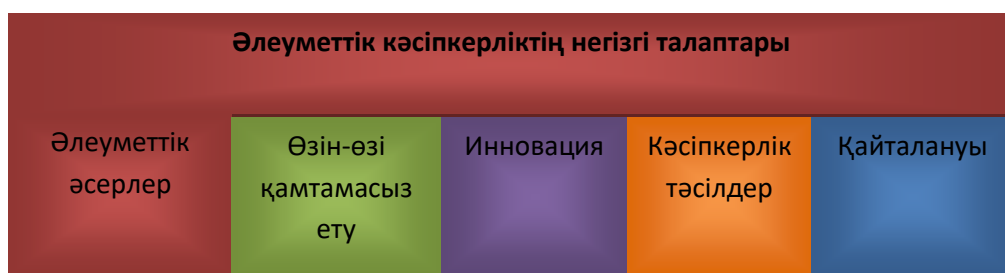 Әлеуметтік кәсіпкерліктің негізгі талаптары
Әлеуметтік
әсерлер
Өзін-өзі
қамтамасыз
ету
Инновация
Кәсіпкерлік
тәсілдер
Қайталануы